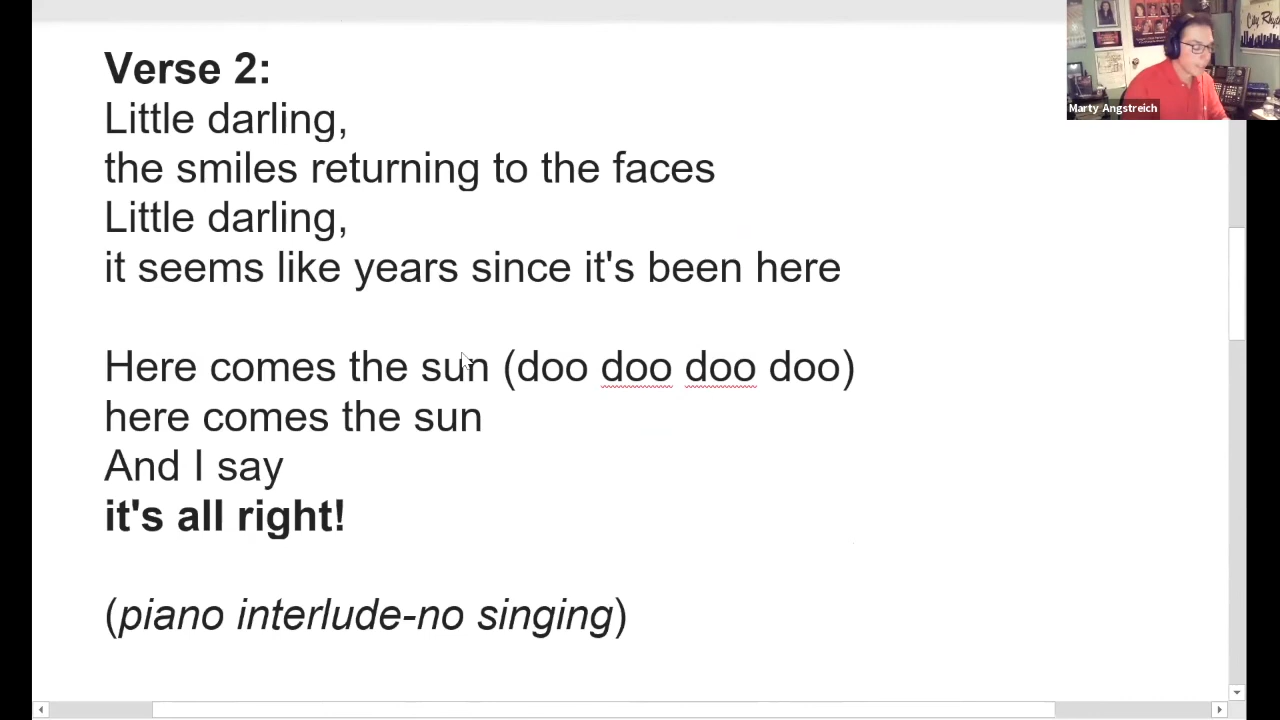 Verse 2:
Little darling,
the smiles returning to the faces
Little darling,
it seems like years since it's been here
Here comes the sun (doo doo doo doo)
here comes the sun
And I say
it's all right!
(piano interlude-no singing)
Marty Angstreich
City Rhy